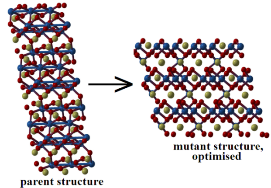 parent structure
mutant structure,
optimised